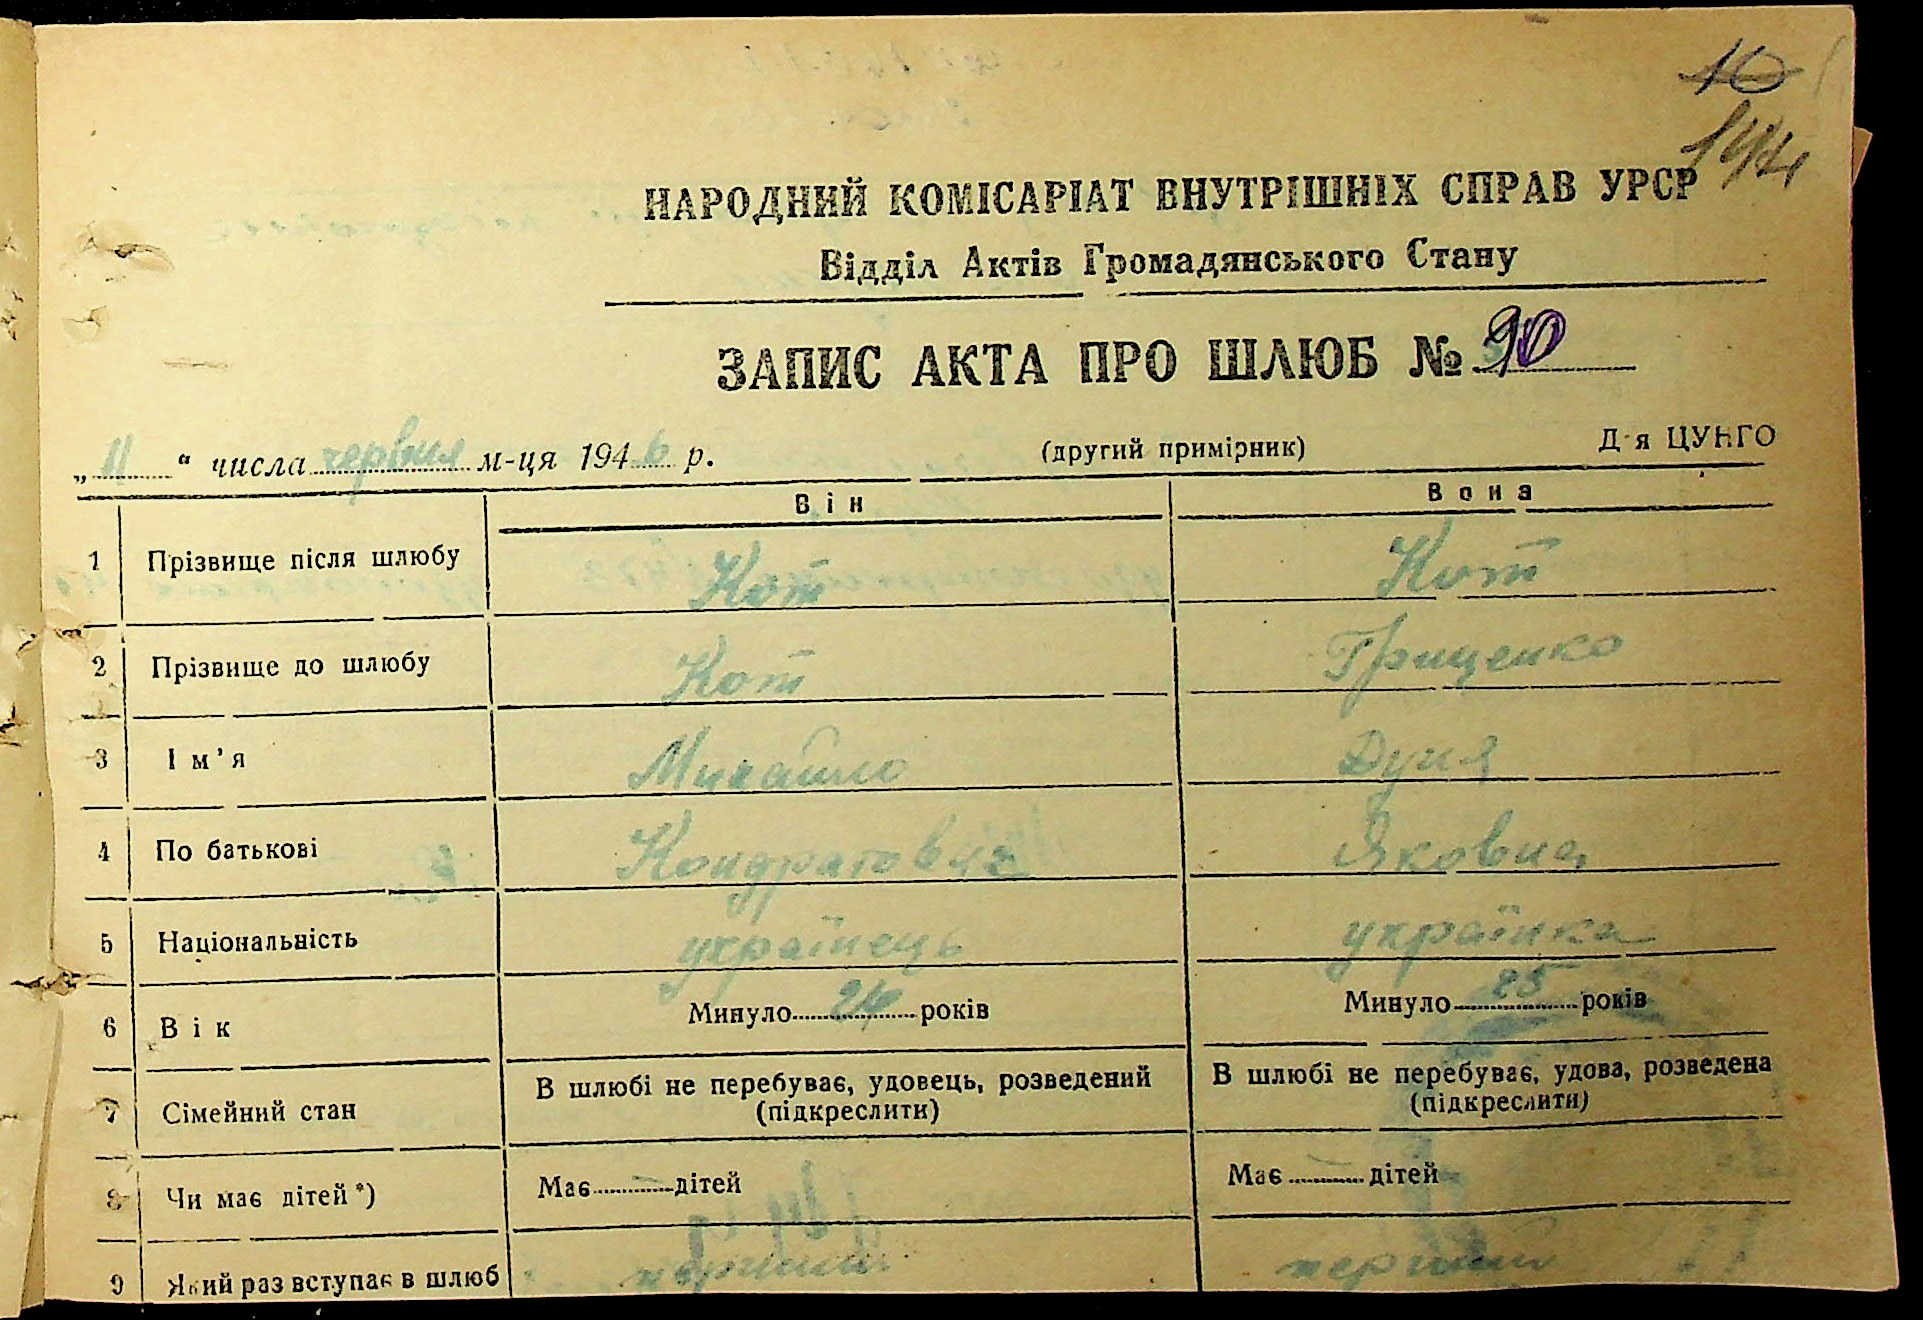 10
НАРОДНИЙ КОМІСАРІАТ ВНУТРІШНІХ СПРАВ УРСР
Відділ Актів Громадянського Стану
ЗАПИС АКТА ПРО ШЛЮБ № 90
„11“ числа червня м-ця 1946 р. (другий примірник) Для ЦУНГО
Він Вона
1 Прізвище після шлюбу Кот Кот
2 Прізвище до шлюбу Кот Гриценко
3 Ім'я Михайло Дуня
4 По батькові Кондратович Яковна
5 Національність українець українка
6 Вік Минуло 24 років Минуло 25 років
7 Сімейний стан В шлюбі не перебуває, удовець, розведений (підкреслити) В шлюбі не перебуває, удова, розведена (підкреслити)
8 Чи має дітей*) Має — дітей Має — дітей
9 Який раз вступає в шлюб перший перший